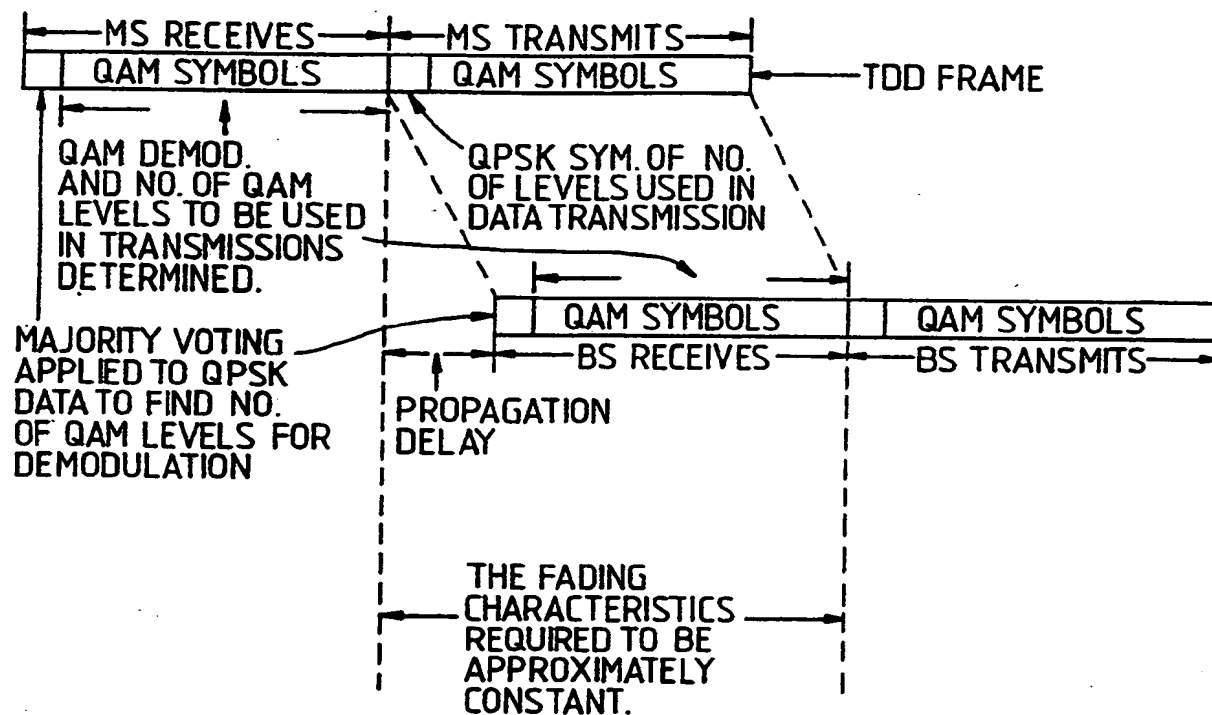 MS RECEIVES
MS TRANSMITS
QAM SYMBOLS
QAM SYMBOLS
TDD FRAME
QAM DEMOD.
AND NO. OF QAM
LEVELS TO BE USED
IN TRANSMISSIONS
DETERMINED.
QPSK SYM. OF NO.
OF LEVELS USED IN
DATA TRANSMISSION
QAM SYMBOLS
QAM SYMBOLS
BS RECEIVES
BS TRANSMITS
MAJORITY VOTING
APPLIED TO QPSK
DATA TO FIND NO.
OF QAM LEVELS FOR
DEMODULATION
PROPAGATION
DELAY
THE FADING
CHARACTERISTICS
REQUIRED TO BE
APPROXIMATELY
CONSTANT.